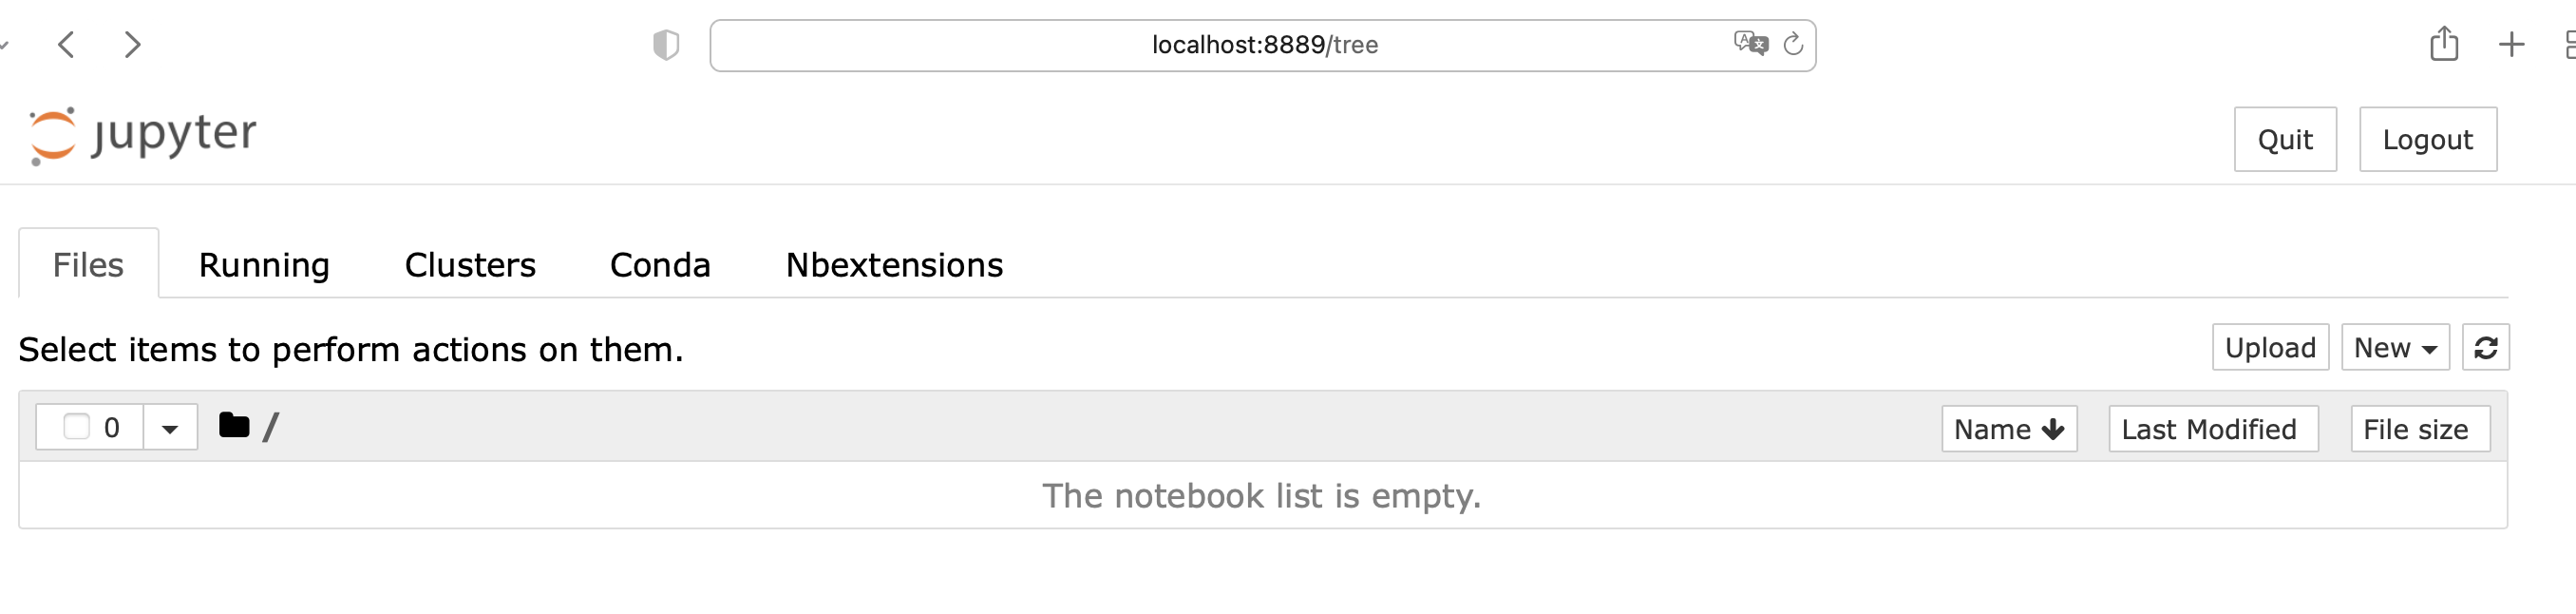 localhost:8889/tree
jupyter
Quit
Logout
Files
Running
Clusters
Conda
Nbextensions
Select items to perform actions on them.
Upload
New
0
/
Name
Last Modified
File size
The notebook list is empty.